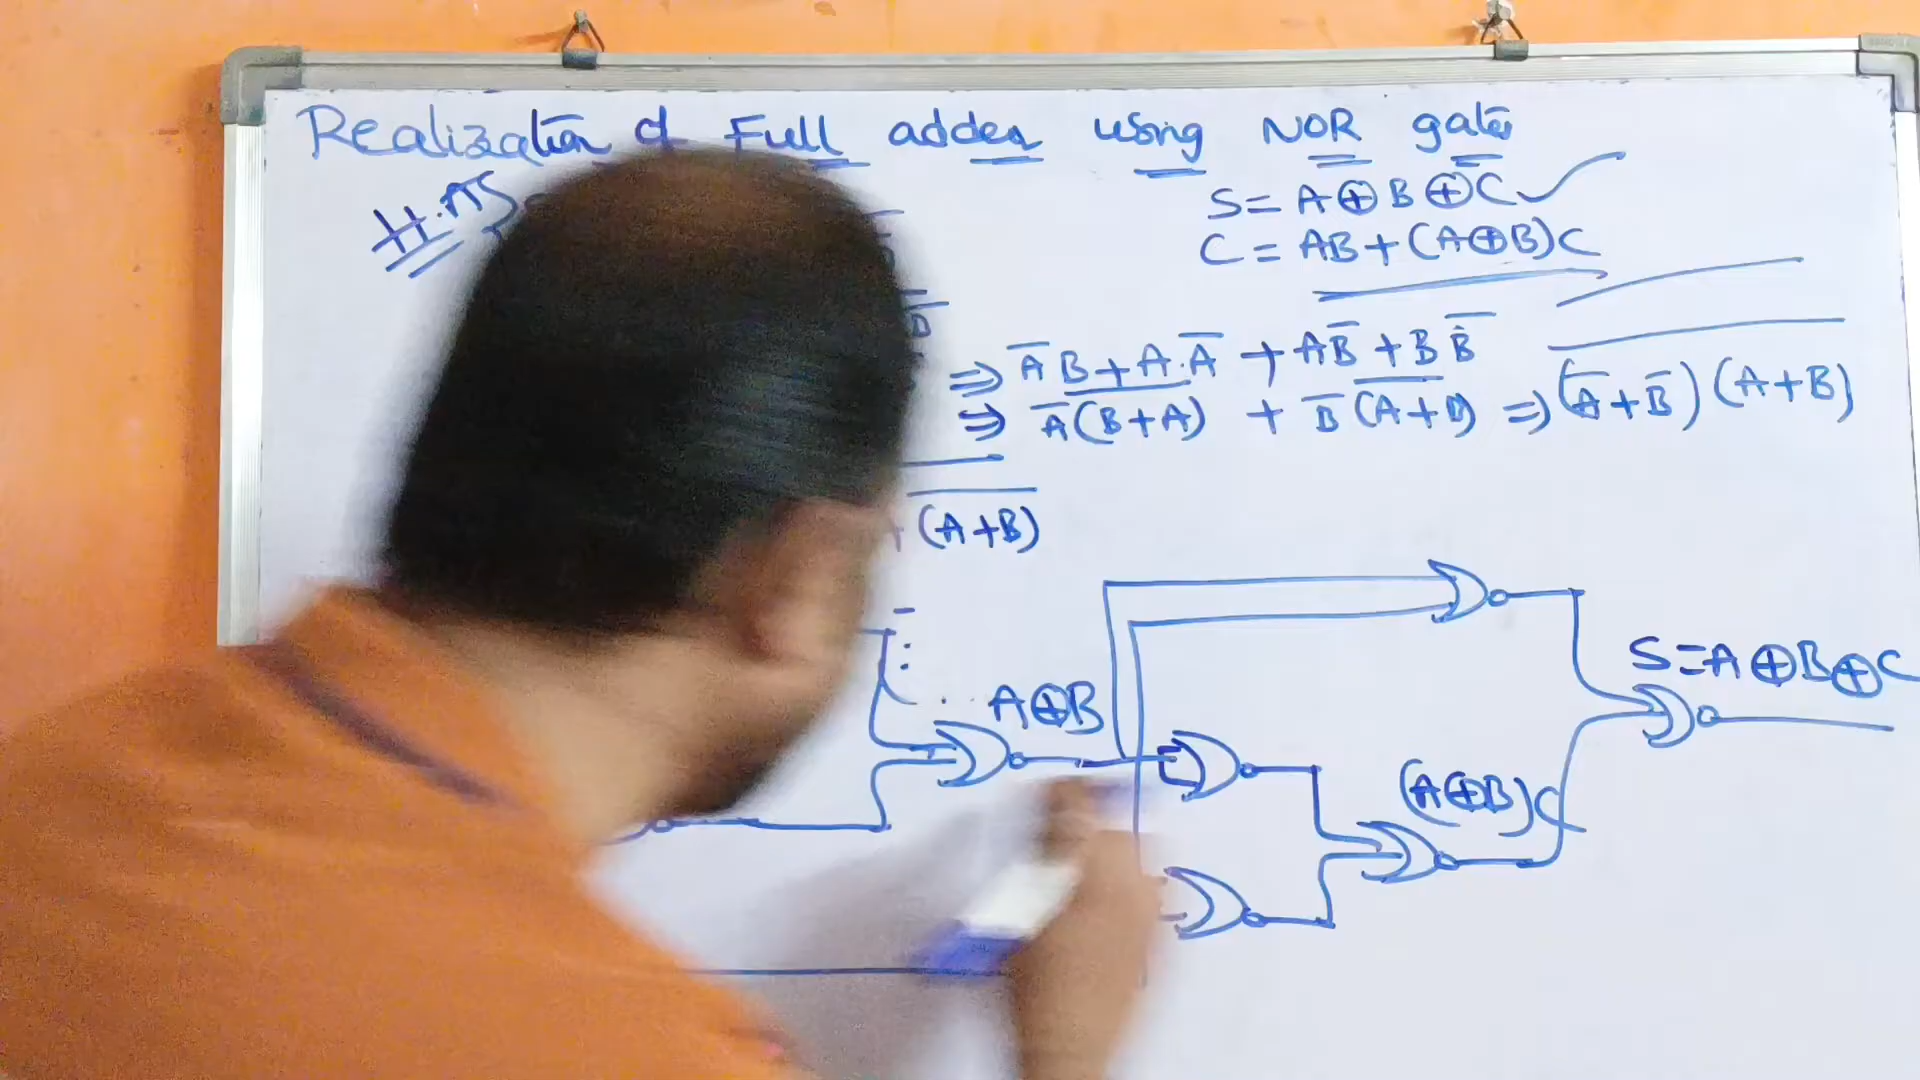 Realization of Full adder using NOR gates
H.A/S
S = A ⊕ B ⊕ C ✓
C = AB + (A⊕B)C
⇒ A̅B + A.A̅ + AB̅ + BB̅
⇒ A̅(B+A) + B̅(A+B) ⇒ (A̅+B̅)(A+B)
+ (A+B)
S=A⊕B⊕C
A⊕B
(A⊕B)C